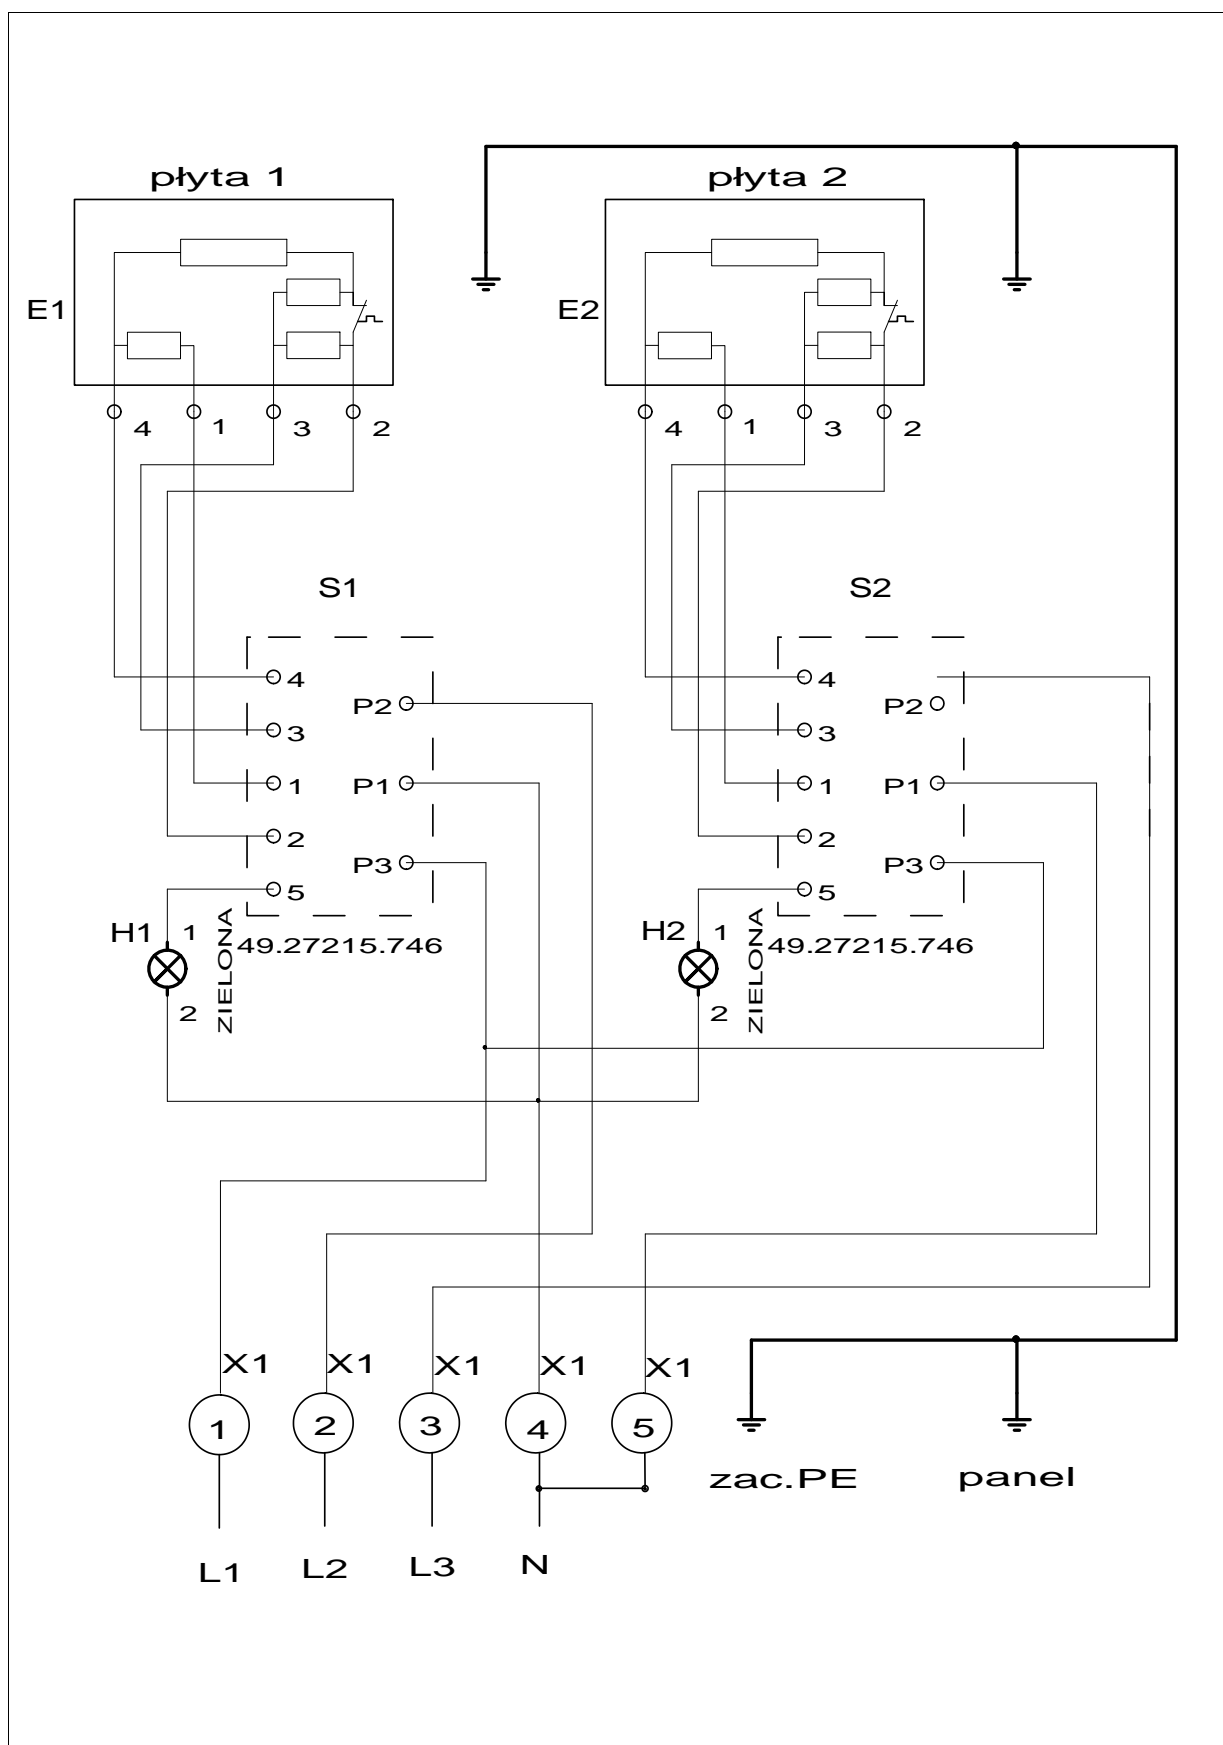 płyta 1 płyta 2
E1 E2
4 1 3 2 4 1 3 2
S1 S2
4 4
P2 P2
3 3
1 P1 1 P1
2 2
P3 P3
5 5
H1 1 ZIELONA 49.27215.746 H2 1 ZIELONA 49.27215.746
2 2
X1 X1 X1 X1 X1
1 2 3 4 5
zac.PE panel
L1 L2 L3 N